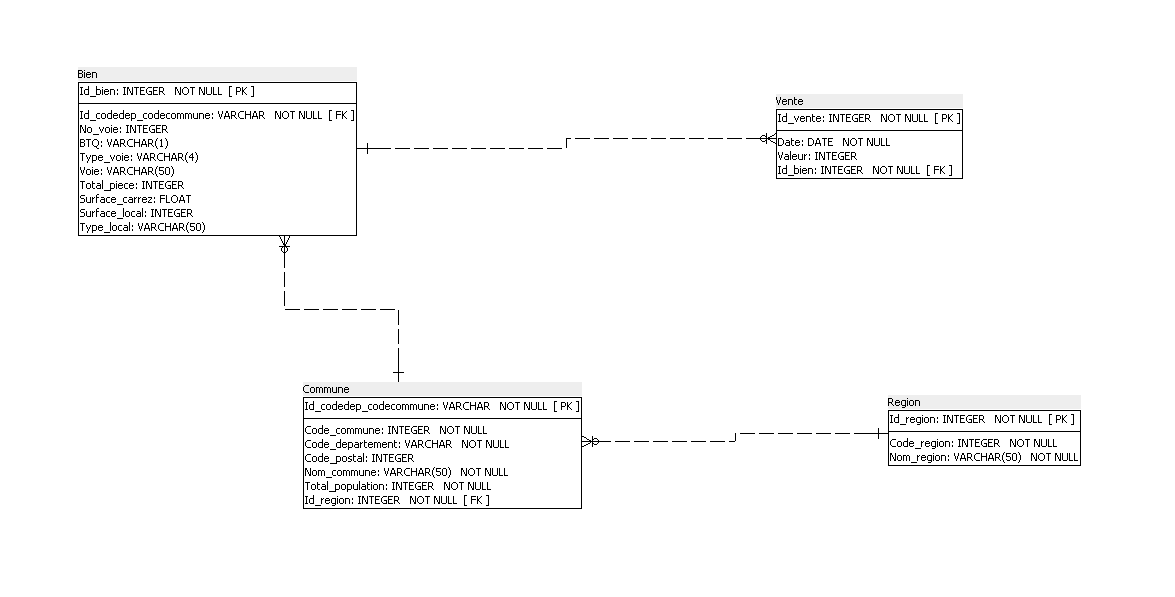 Bien
Id_bien: INTEGER NOT NULL [ PK ]
Id_codedep_codecommune: VARCHAR NOT NULL [ FK ]
No_voie: INTEGER
BTQ: VARCHAR(1)
Type_voie: VARCHAR(4)
Voie: VARCHAR(50)
Total_piece: INTEGER
Surface_carrez: FLOAT
Surface_local: INTEGER
Type_local: VARCHAR(50)
Vente
Id_vente: INTEGER NOT NULL [ PK ]
Date: DATE NOT NULL
Valeur: INTEGER
Id_bien: INTEGER NOT NULL [ FK ]
Commune
Id_codedep_codecommune: VARCHAR NOT NULL [ PK ]
Code_commune: INTEGER NOT NULL
Code_departement: VARCHAR NOT NULL
Code_postal: INTEGER
Nom_commune: VARCHAR(50) NOT NULL
Total_population: INTEGER NOT NULL
Id_region: INTEGER NOT NULL [ FK ]
Region
Id_region: INTEGER NOT NULL [ PK ]
Code_region: INTEGER NOT NULL
Nom_region: VARCHAR(50) NOT NULL